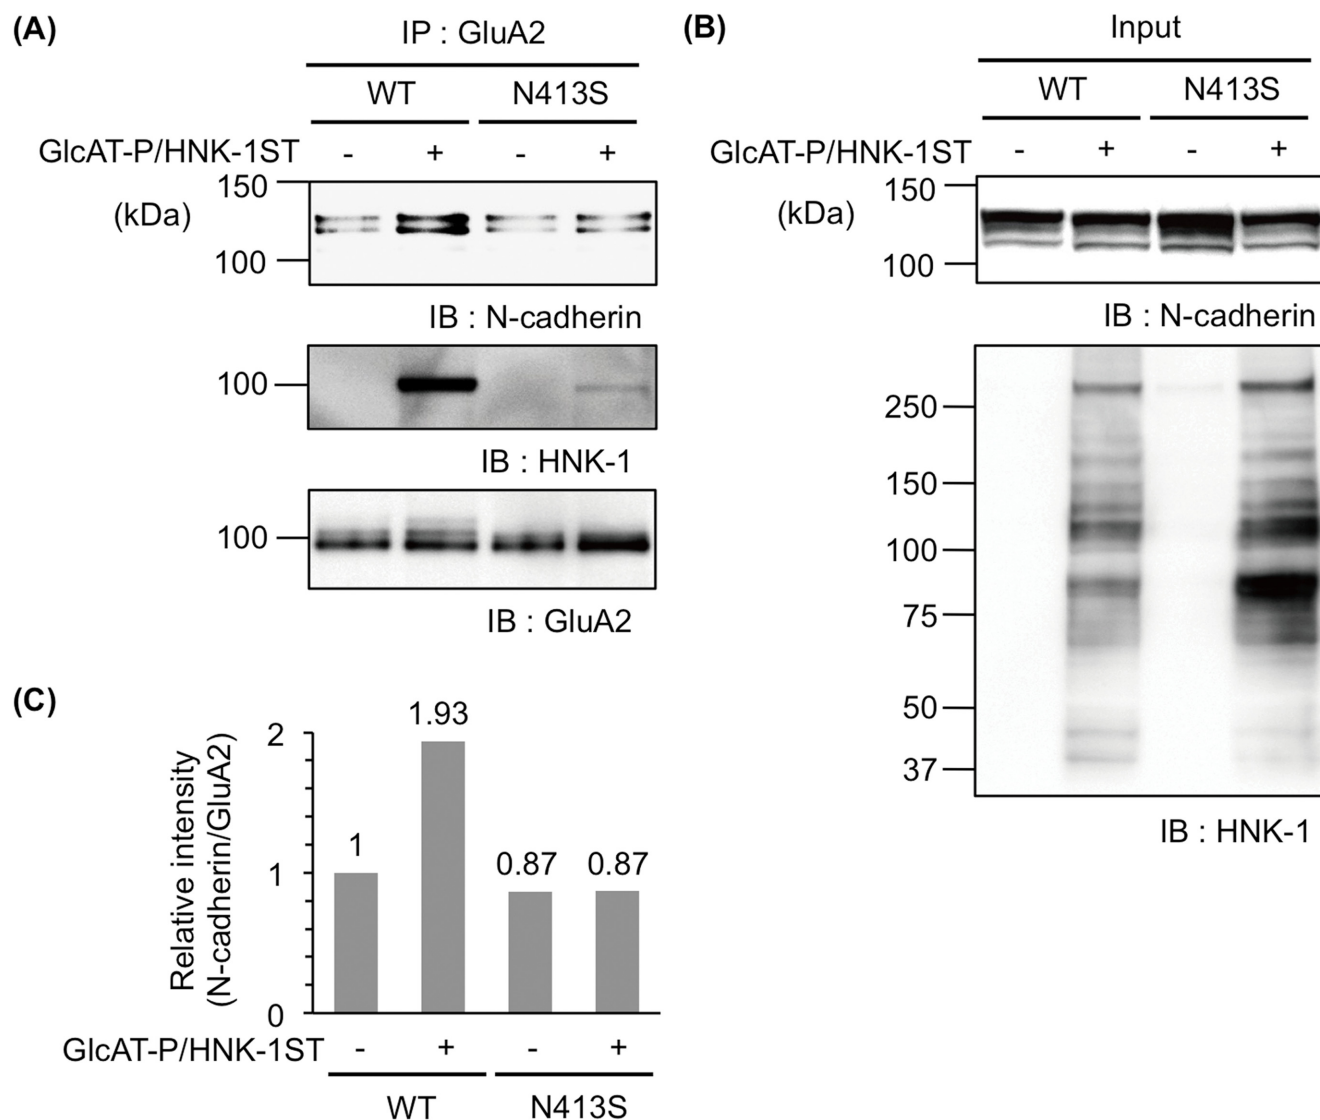 (A)
IP : GluA2
WT N413S
GlcAT-P/HNK-1ST - + - +
(kDa)
150
100
IB : N-cadherin
100
IB : HNK-1
100
IB : GluA2
(B)
Input
WT N413S
GlcAT-P/HNK-1ST - + - +
(kDa)
150
100
IB : N-cadherin
250
150
100
75
50
37
IB : HNK-1
(C)
Relative intensity
(N-cadherin/GluA2)
2
1
0
1 1.93 0.87 0.87
GlcAT-P/HNK-1ST - + - +
WT N413S